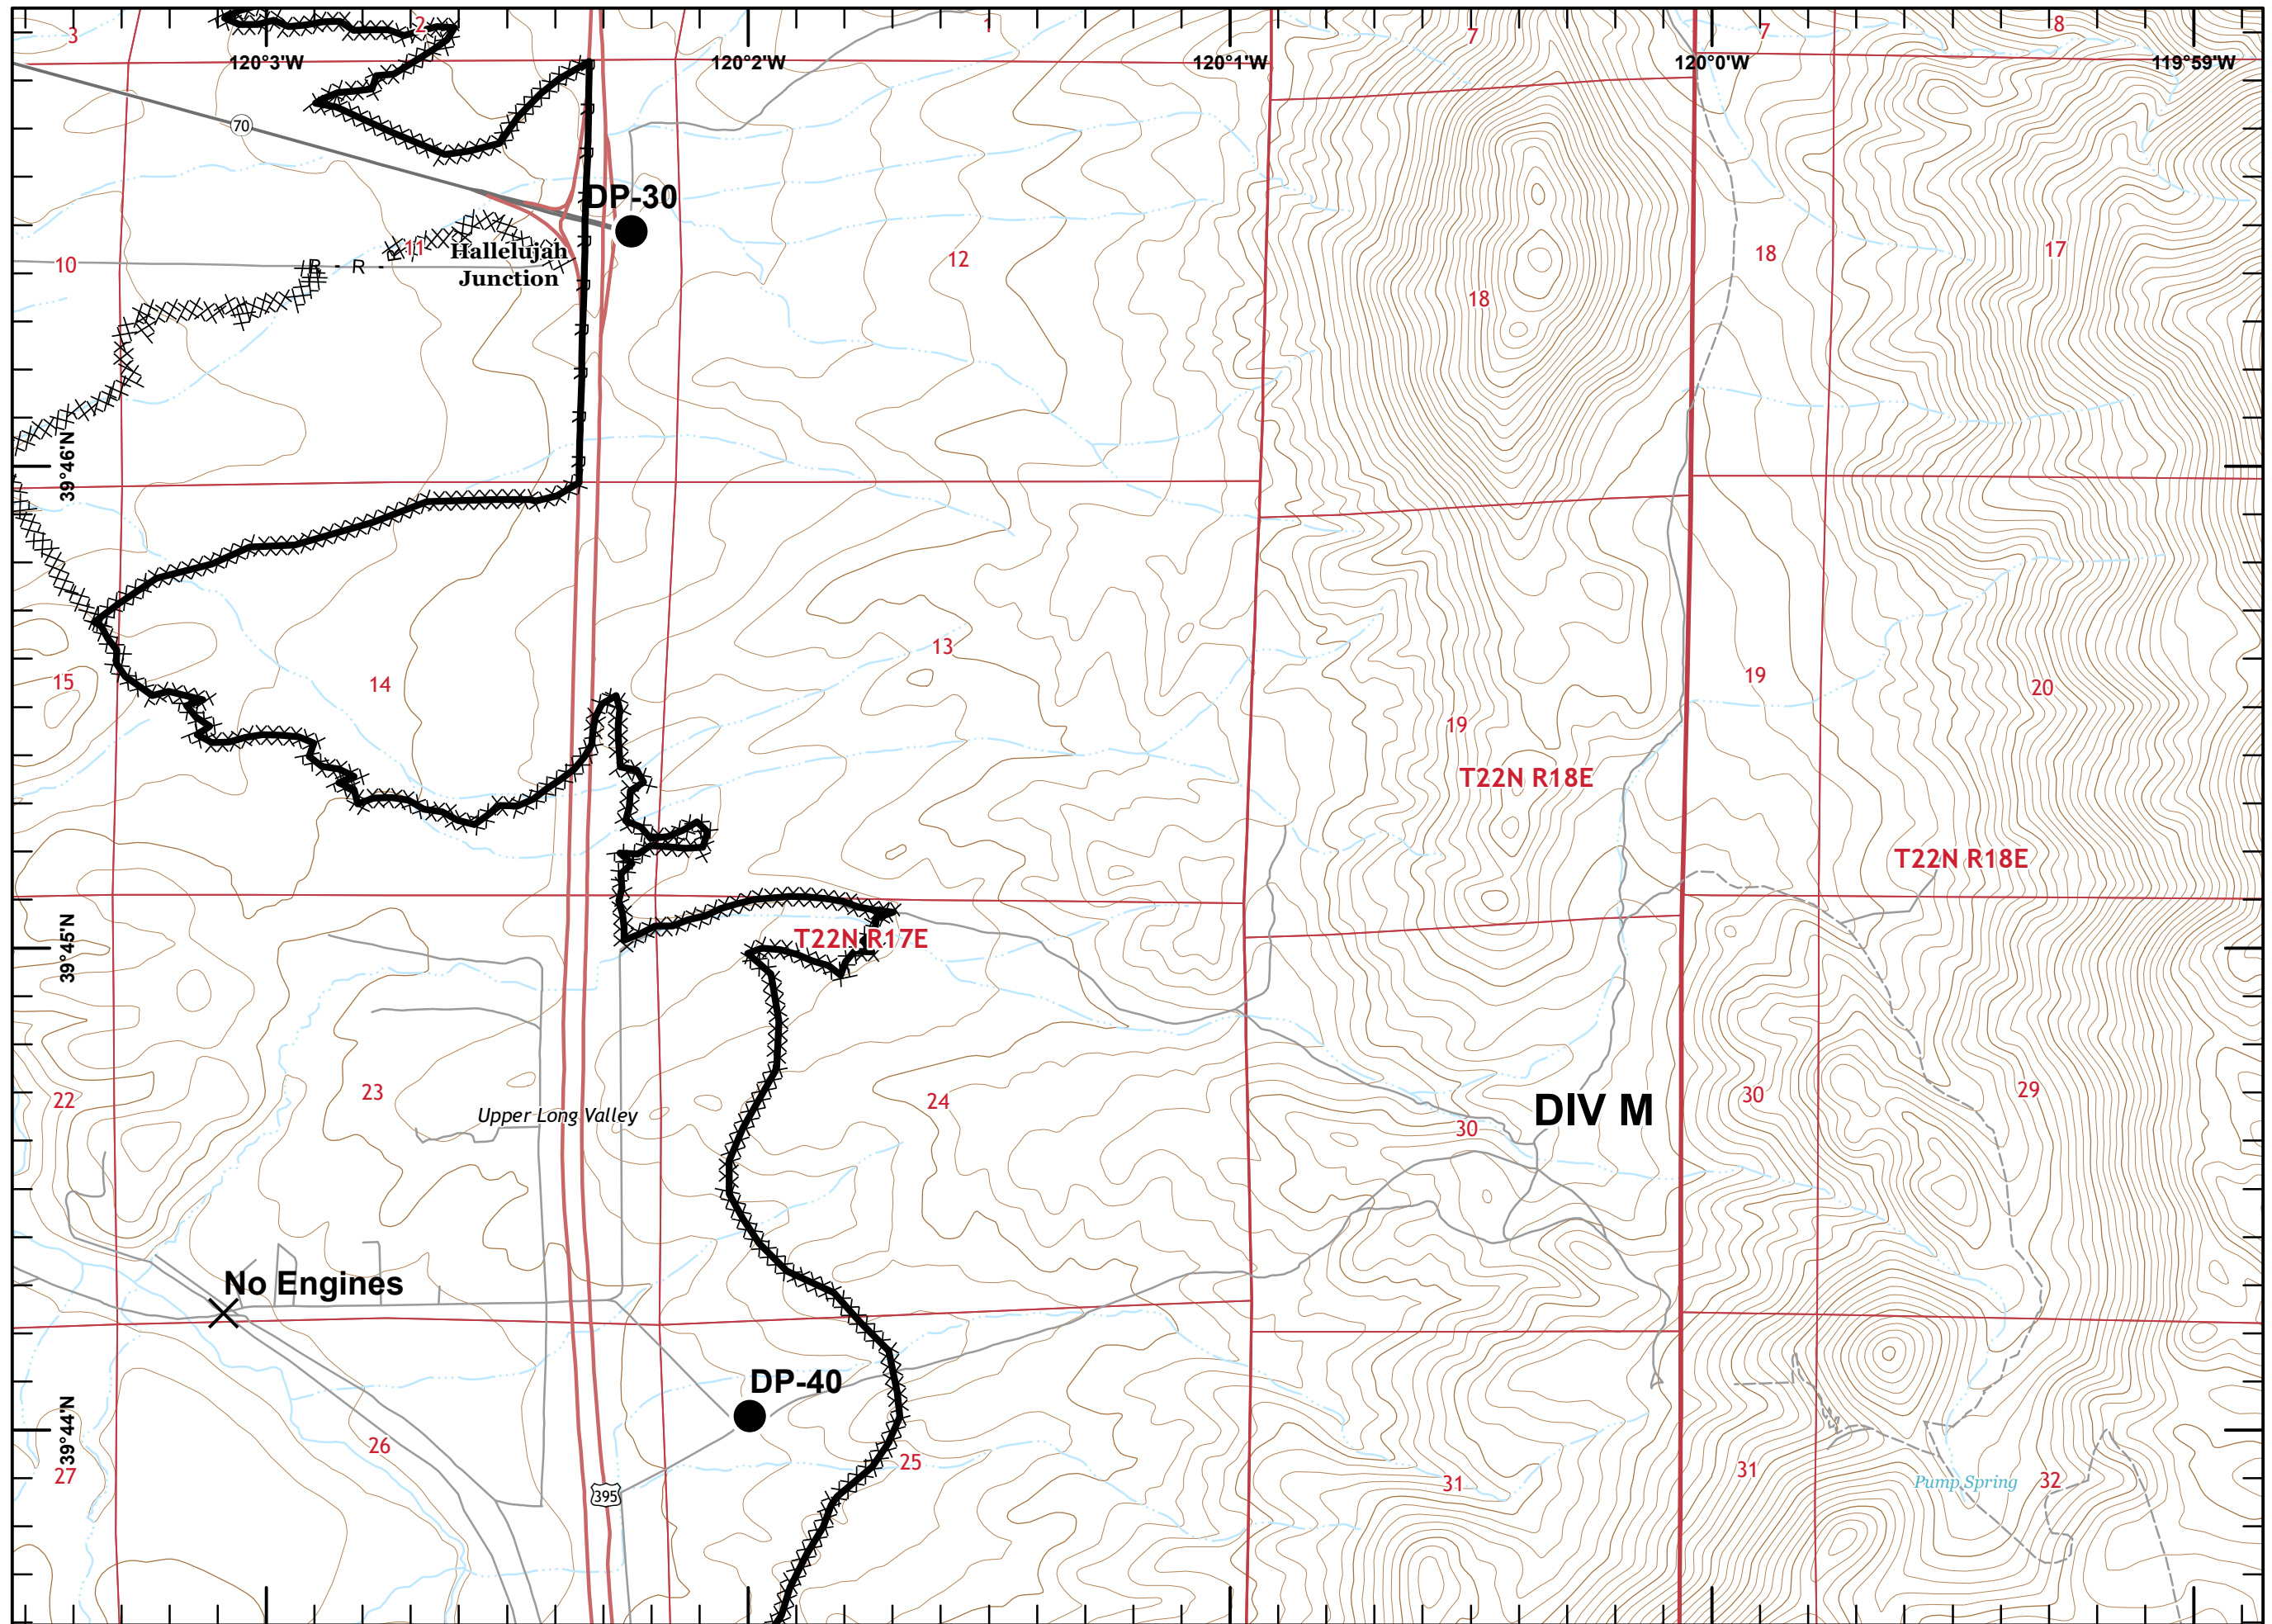 3
2
1
7
7
8
120°3'W
120°2'W
120°1'W
120°0'W
119°59'W
70
DP-30
R
R
R
R
R
R
R
R
R
10
R - R -
11
Hallelujah
Junction
12
18
18
17
39°46'N
15
14
13
19
19
20
T22N R18E
T22N R18E
T22N R17E
39°45'N
22
23
Upper Long Valley
24
DIV M
30
30
29
No Engines
DP-40
39°44'N
27
26
395
25
31
31
Pump Spring
32